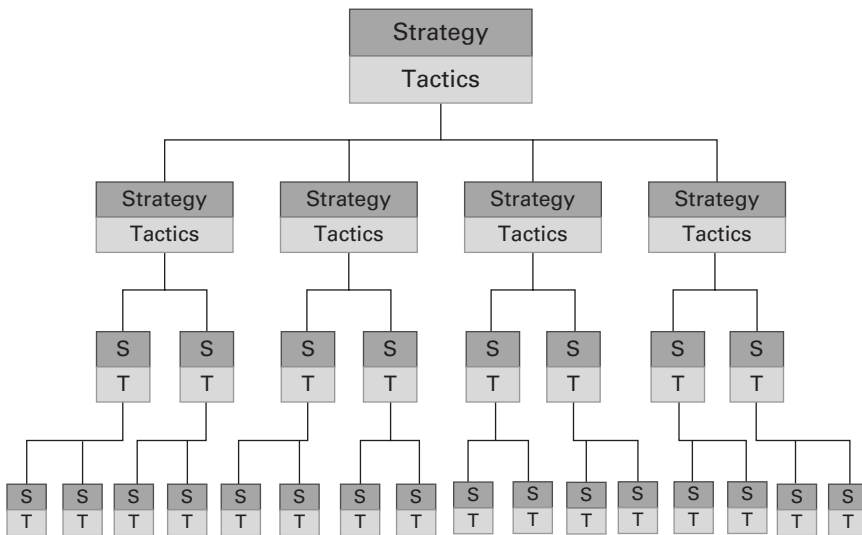 Strategy
Tactics
Strategy Strategy Strategy Strategy
Tactics Tactics Tactics Tactics
S S S S S S S S
T T T T T T T T
S S S S S S S S S S S S S S S S
T T T T T T T T T T T T T T T T